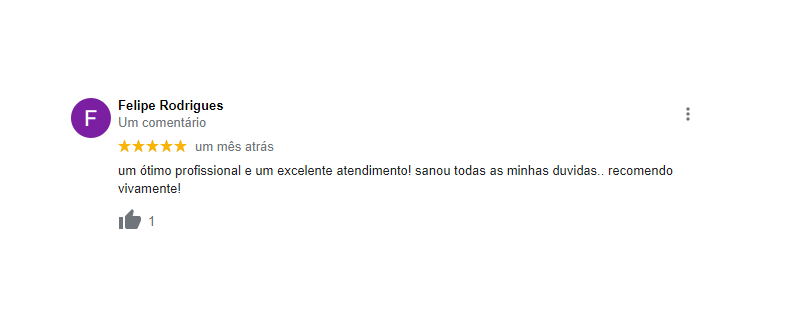 F
Felipe Rodrigues
Um comentário
um mês atrás
um ótimo profissional e um excelente atendimento! sanou todas as minhas duvidas.. recomendo
vivamente!
1